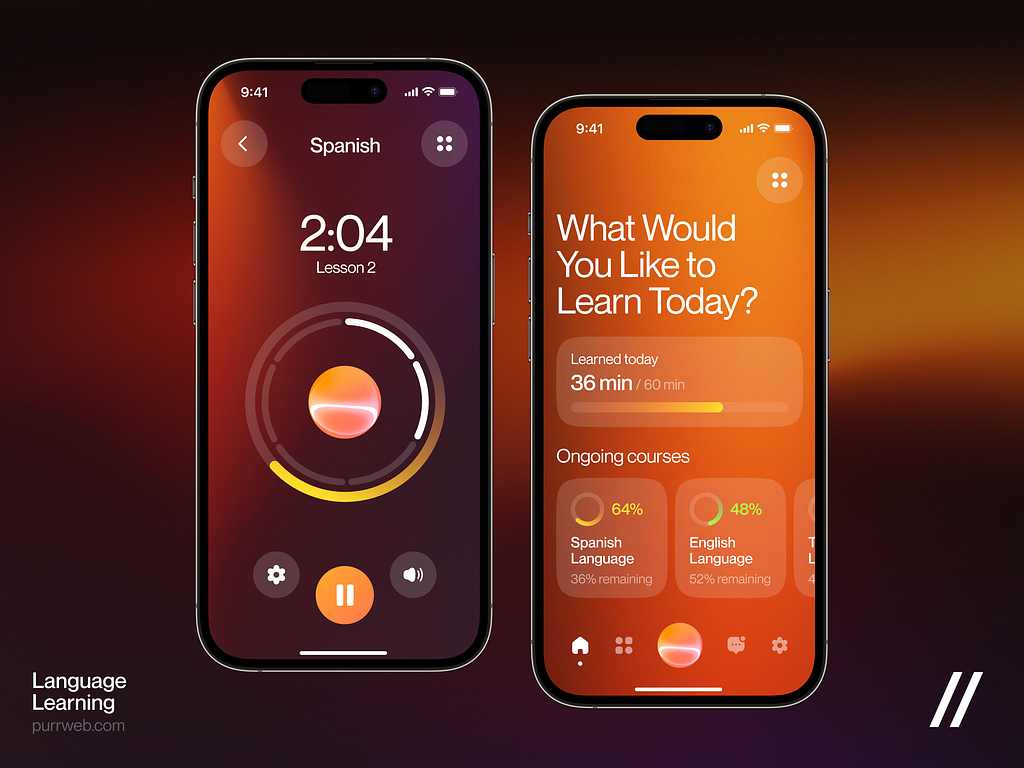 9:41
Spanish
2:04
Lesson 2
9:41
What Would
You Like to
Learn Today?
Learned today
36 min / 60 min
Ongoing courses
64%
Spanish
Language
36% remaining
48%
English
Language
52% remaining
T
L
4
Language
Learning
purrweb.com